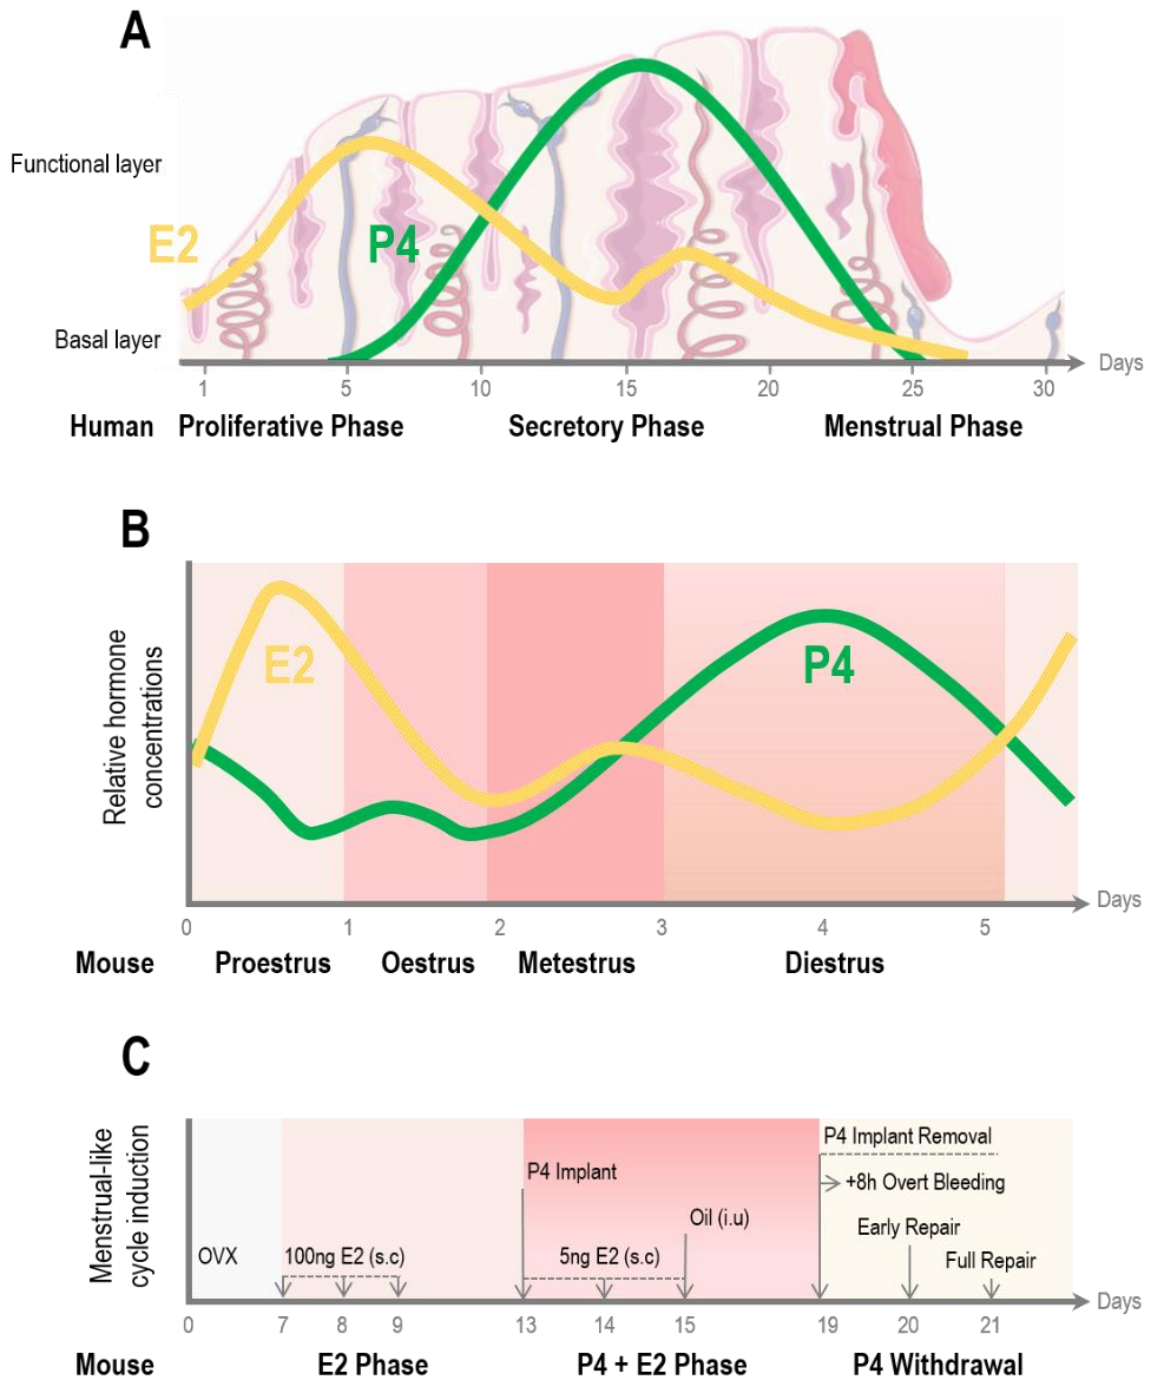 A
Functional layer
E2
P4
Basal layer
Days
1 5 10 15 20 25 30
Human Proliferative Phase Secretory Phase Menstrual Phase
B
Relative hormone
concentrations
E2
P4
Days
0 1 2 3 4 5
Mouse Proestrus Oestrus Metestrus Diestrus
C
Menstrual-like
cycle induction
P4 Implant Removal
P4 Implant
+8h Overt Bleeding
Oil (i.u)
Early Repair
OVX
100ng E2 (s.c)
5ng E2 (s.c)
Full Repair
Days
0 7 8 9 13 14 15 19 20 21
Mouse E2 Phase P4 + E2 Phase P4 Withdrawal